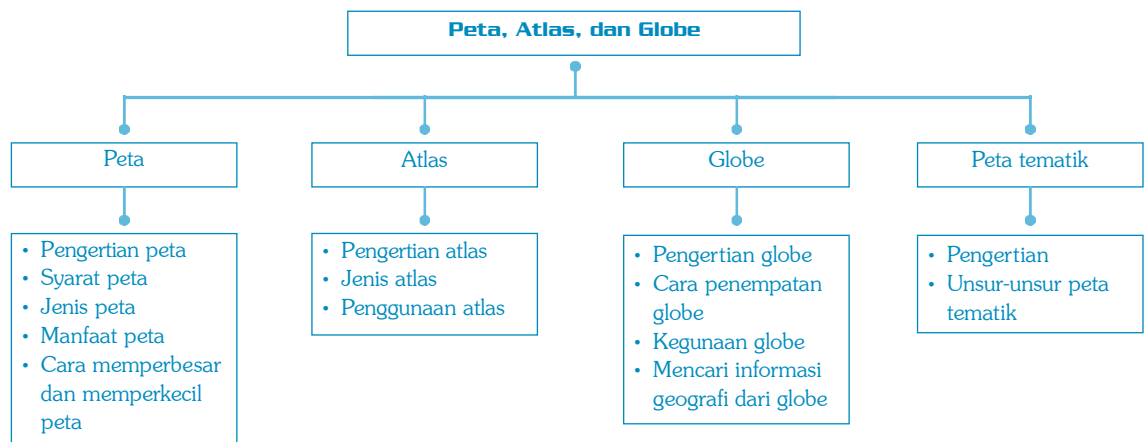 Peta, Atlas, dan Globe
Peta
Atlas
Globe
Peta tematik
• Pengertian peta
• Syarat peta
• Jenis peta
• Manfaat peta
• Cara memperbesar
dan memperkecil
peta
• Pengertian atlas
• Jenis atlas
• Penggunaan atlas
• Pengertian globe
• Cara penempatan
globe
• Kegunaan globe
• Mencari informasi
geografi dari globe
• Pengertian
• Unsur-unsur peta
tematik